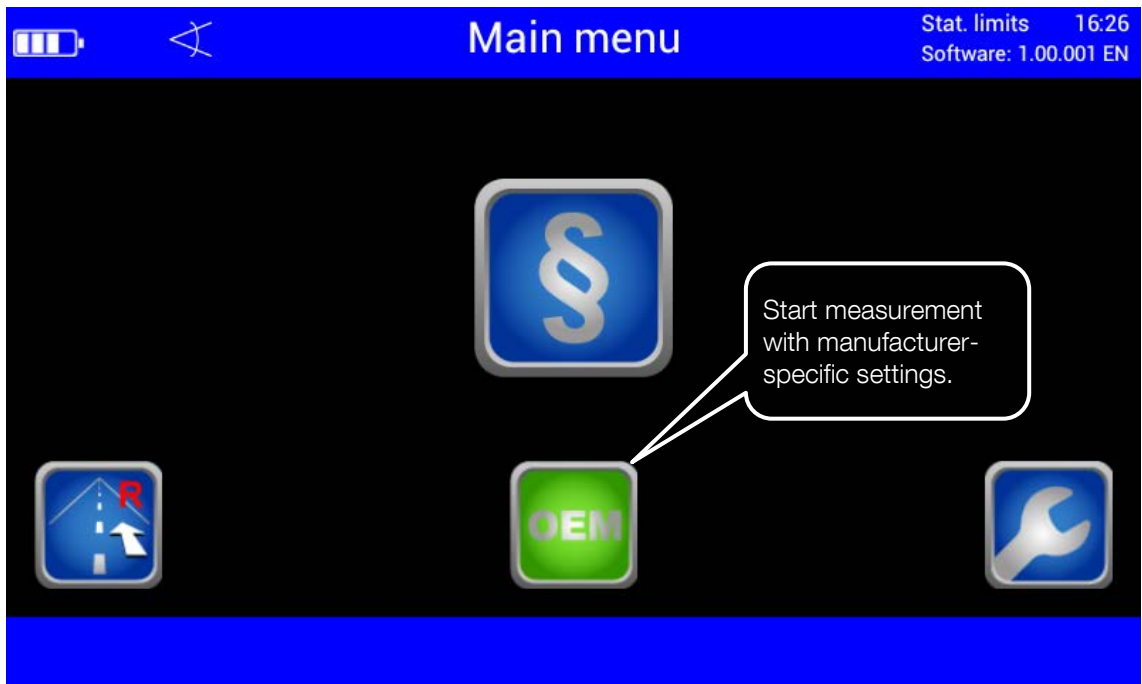 Main menu
Stat. limits 16:26
Software: 1.00.001 EN
§
Start measurement
with manufacturer-
specific settings.
R
OEM